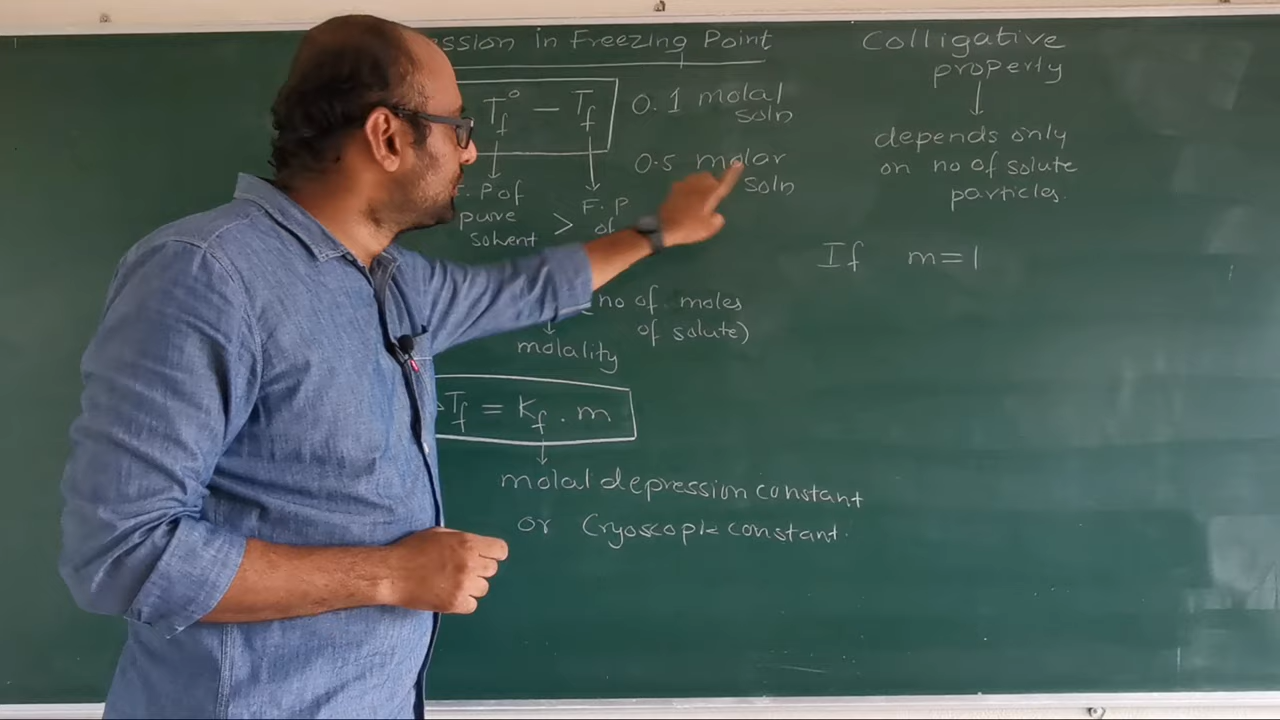 ession in Freezing Point
Tf° – Tf
F.P of
pure
solvent
>
F.P
of
0.1 molal
soln
0.5 molar
soln
no of moles
of solute)
molality
Tf = Kf . m
molal depression constant
or Cryoscopic constant.
Colligative
property
depends only
on no of solute
particles.
If m=1